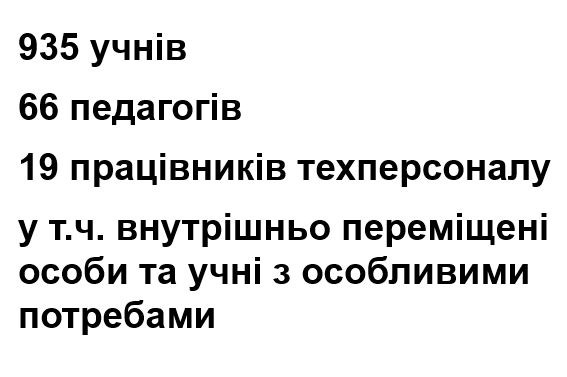 935 учнів
66 педагогів
19 працівників техперсоналу
у т.ч. внутрішньо переміщені
особи та учні з особливими
потребами